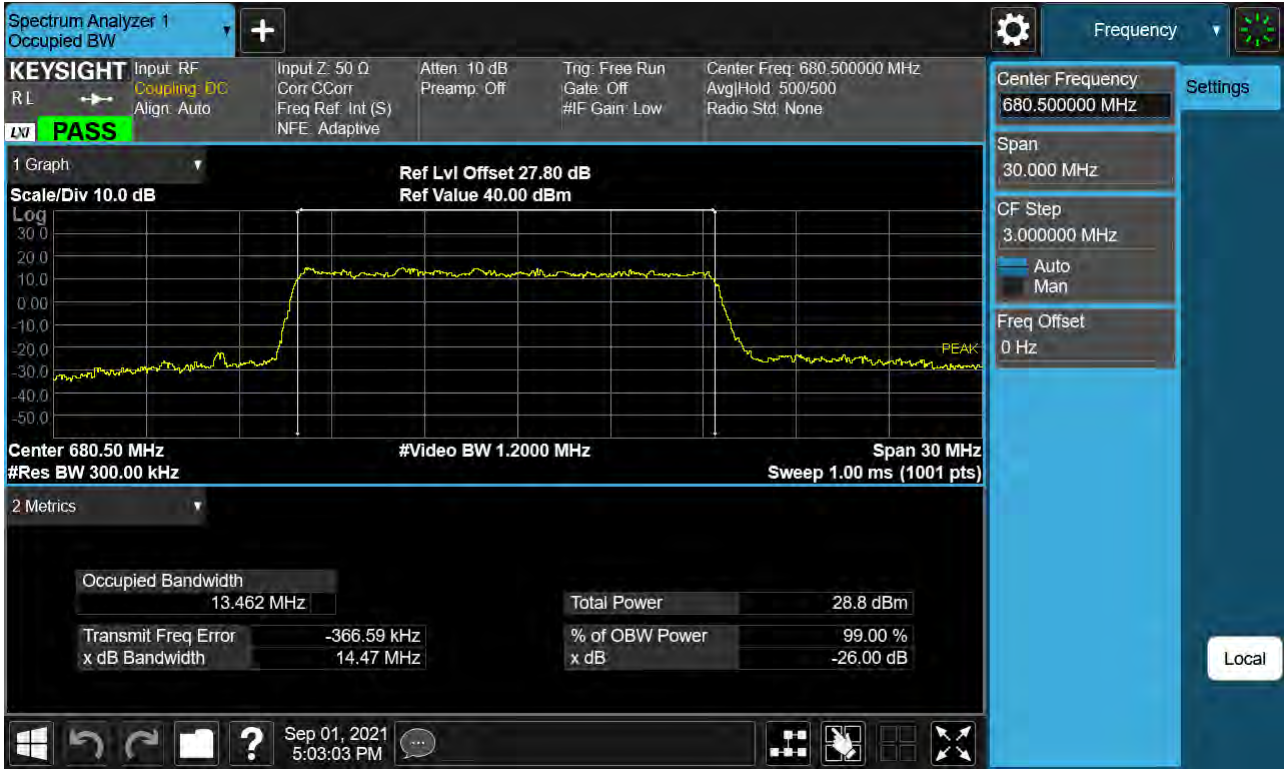 Spectrum Analyzer 1
Occupied BW
Frequency
KEYSIGHT
RL
LXI
PASS
Input: RF
Coupling: DC
Align: Auto
Input Z: 50 Ω
Corr CCorr
Freq Ref: Int (S)
NFE: Adaptive
Atten: 10 dB
Preamp: Off
Trig: Free Run
Gate: Off
#IF Gain: Low
Center Freq: 680.500000 MHz
Avg|Hold: 500/500
Radio Std: None
Center Frequency
680.500000 MHz
Settings
Span
30.000 MHz
CF Step
3.000000 MHz
Auto
Man
Freq Offset
0 Hz
Local
1 Graph
Scale/Div 10.0 dB
Ref Lvl Offset 27.80 dB
Ref Value 40.00 dBm
Log
30.0
20.0
10.0
0.00
-10.0
-20.0
-30.0
-40.0
-50.0
PEAK
Center 680.50 MHz
#Video BW 1.2000 MHz
Span 30 MHz
#Res BW 300.00 kHz
Sweep 1.00 ms (1001 pts)
2 Metrics
Occupied Bandwidth
13.462 MHz
Total Power 28.8 dBm
Transmit Freq Error -366.59 kHz
% of OBW Power 99.00 %
x dB Bandwidth 14.47 MHz
x dB -26.00 dB
Sep 01, 2021
5:03:03 PM